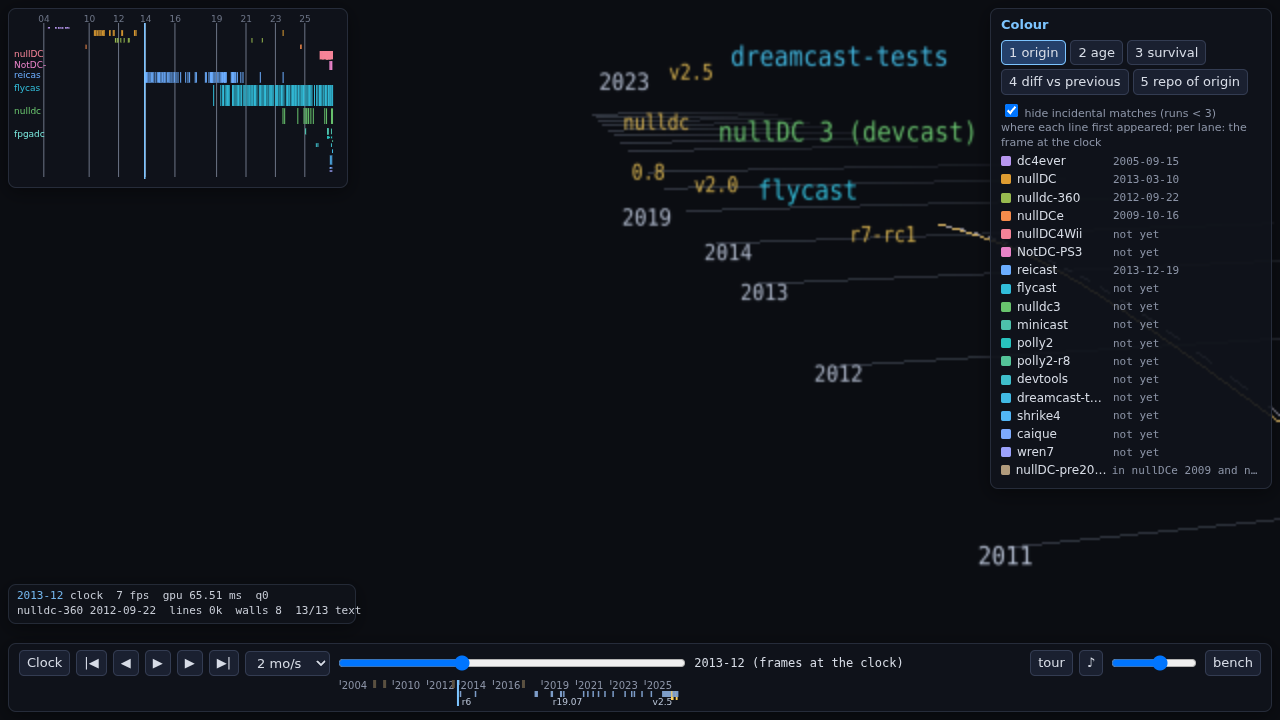 04 10 12 14 16 19 21 23 25
nullDC
NotDC-
reicas
flycas
nulldc
fpgadc
2023 v2.5 dreamcast-tests
nulldc nullDC 3 (devcast)
0.8 v2.0 flycast
2019
2014 r7-rc1
2013
2012
2011
Colour
1 origin 2 age 3 survival
4 diff vs previous 5 repo of origin
hide incidental matches (runs < 3)
where each line first appeared; per lane: the
frame at the clock
dc4ever 2005-09-15
nullDC 2013-03-10
nulldc-360 2012-09-22
nullDCe 2009-10-16
nullDC4Wii not yet
NotDC-PS3 not yet
reicast 2013-12-19
flycast not yet
nulldc3 not yet
minicast not yet
polly2 not yet
polly2-r8 not yet
devtools not yet
dreamcast-t… not yet
shrike4 not yet
caique not yet
wren7 not yet
nullDC-pre20… in nullDCe 2009 and n…
2013-12 clock 7 fps gpu 65.51 ms q0
nulldc-360 2012-09-22 lines 0k walls 8 13/13 text
Clock |◀ ◀ ▶ ▶ ▶| 2 mo/s 2013-12 (frames at the clock) tour ♪ bench
2004 2010 2012 2014 2016 2019 2021 2023 2025
r6 r19.07 v2.5